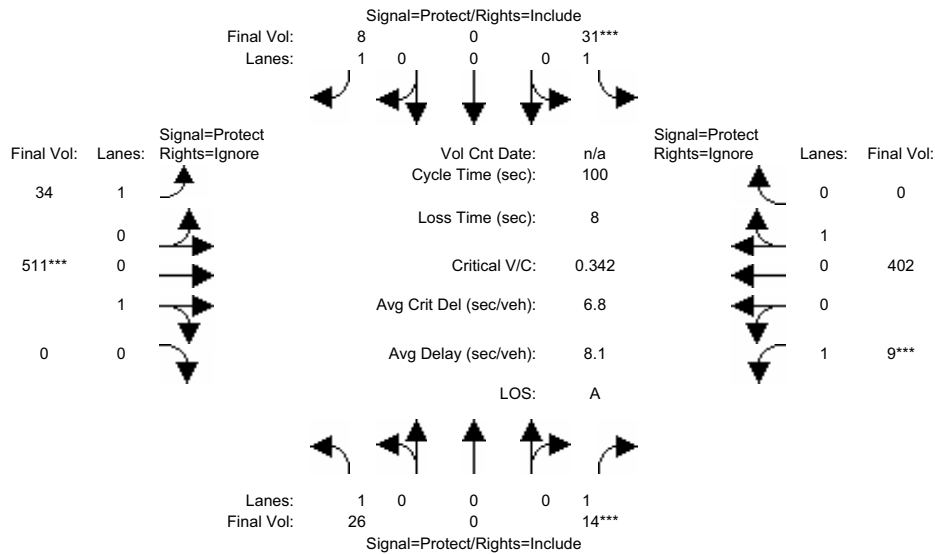 Signal=Protect/Rights=Include
Final Vol: 8 0 31***
Lanes: 1 0 0 0 1
Signal=Protect Signal=Protect
Final Vol: Lanes: Rights=Ignore Vol Cnt Date: n/a Rights=Ignore Lanes: Final Vol:
Cycle Time (sec): 100
34 1 0 0
Loss Time (sec): 8
0 1
511*** 0 Critical V/C: 0.342 0 402
1 Avg Crit Del (sec/veh): 6.8 0
0 0 Avg Delay (sec/veh): 8.1 1 9***
LOS: A
Lanes: 1 0 0 0 1
Final Vol: 26 0 14***
Signal=Protect/Rights=Include